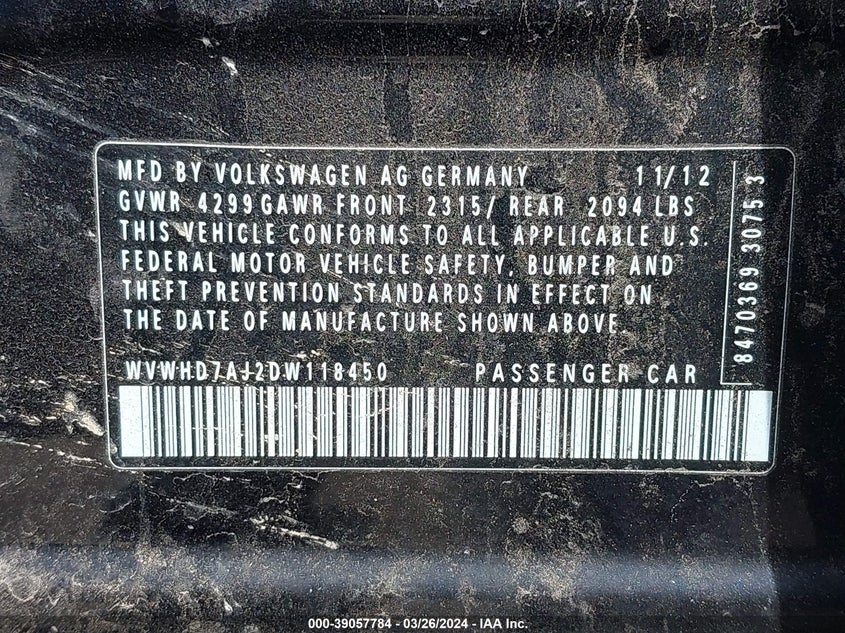 MFD BY VOLKSWAGEN AG GERMANY 11/12
GVWR 4299 GAWR FRONT 2315/ REAR 2094 LBS
THIS VEHICLE CONFORMS TO ALL APPLICABLE U.S.
FEDERAL MOTOR VEHICLE SAFETY, BUMPER AND
THEFT PREVENTION STANDARDS IN EFFECT ON
THE DATE OF MANUFACTURE SHOWN ABOVE
WVWHD7AJ2DW118450 PASSENGER CAR
8470369 3075 3
000-39057784 / 03/26/2024 - IAA Inc.